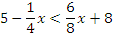 5 − 1/4 x < 6/8 x + 8